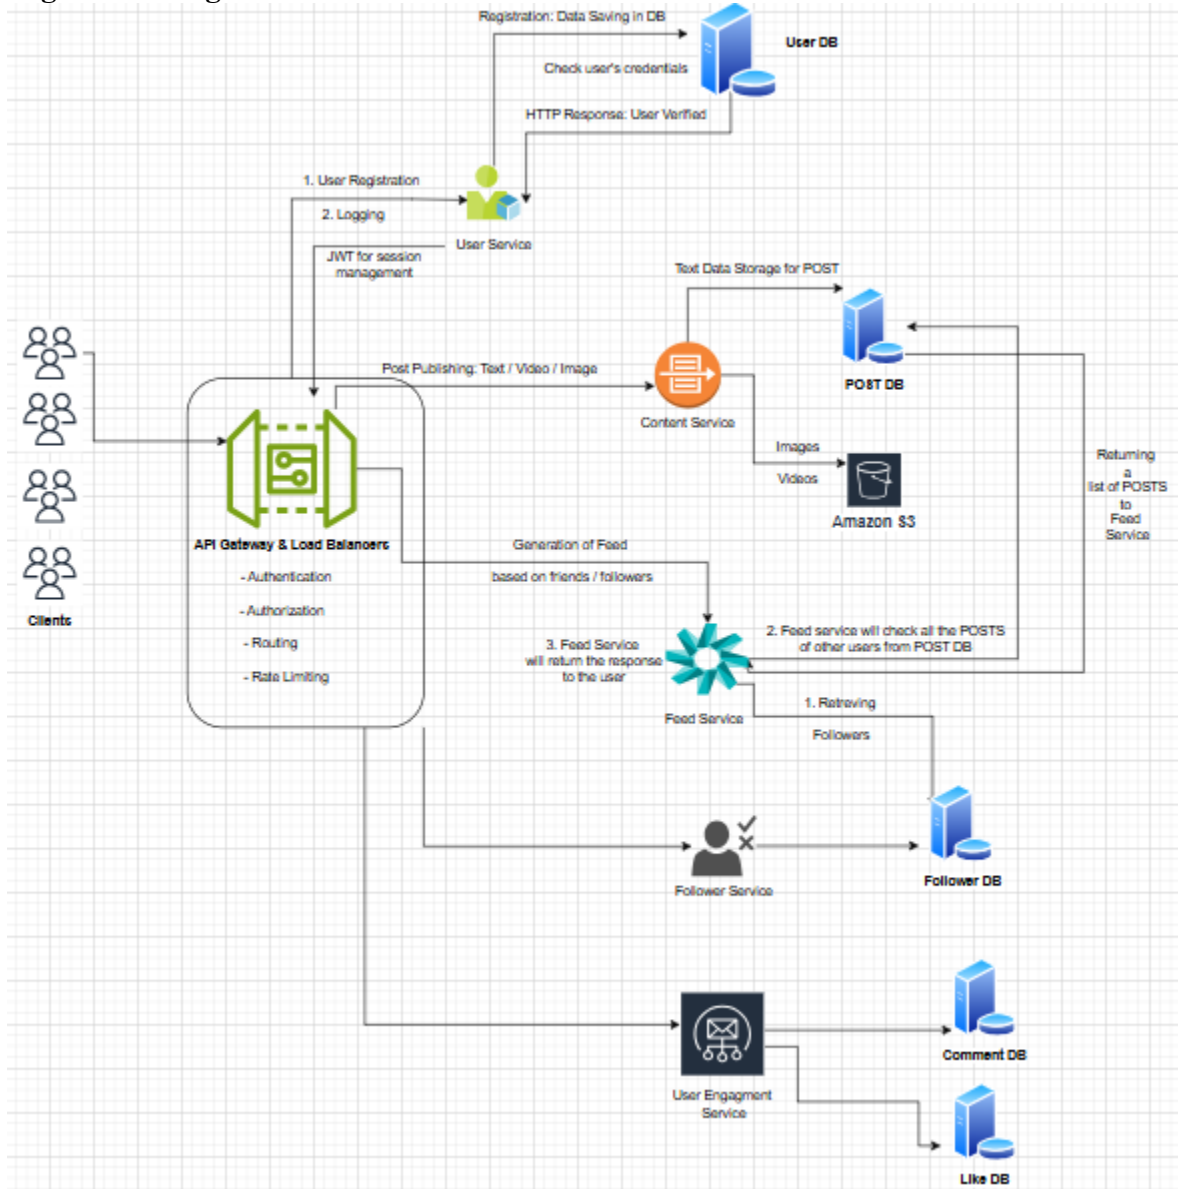 Registration: Data Saving in DB
User DB
Check user's credentials
HTTP Response: User Verified
1. User Registration
2. Logging
User Service
JWT for session
management
Text Data Storage for POST
Post Publishing: Text / Video / Image
POST DB
Content Service
Images
Videos
Amazon S3
Returning
a
list of POSTS
to
Feed
Service
API Gateway & Load Balancers
- Authentication
- Authorization
- Routing
- Rate Limiting
Clients
Generation of Feed
based on friends / followers
2. Feed service will check all the POSTS
of other users from POST DB
3. Feed Service
will return the response
to the user
Feed Service
1. Retreving
Followers
Follower Service
Follower DB
User Engagment
Service
Comment DB
Like DB